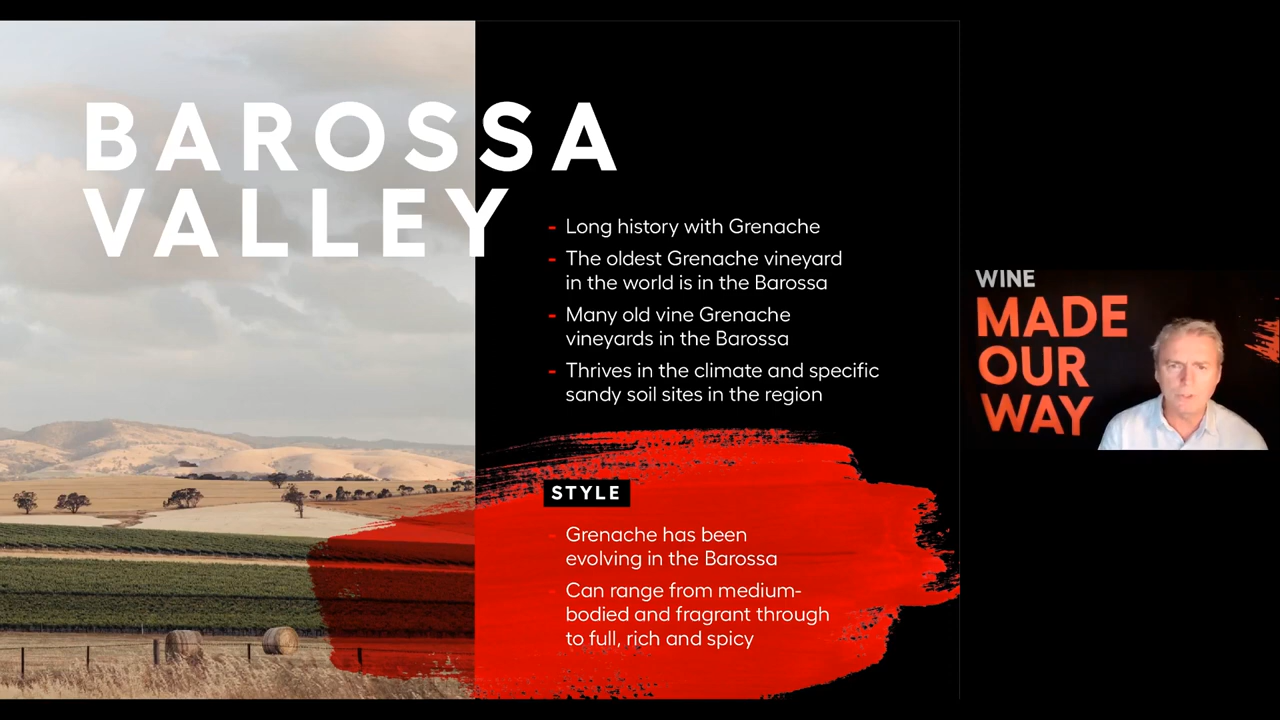 BAROSSA
VALLEY
- Long history with Grenache
- The oldest Grenache vineyard
in the world is in the Barossa
- Many old vine Grenache
vineyards in the Barossa
- Thrives in the climate and specific
sandy soil sites in the region
STYLE
- Grenache has been
evolving in the Barossa
- Can range from medium-
bodied and fragrant through
to full, rich and spicy
WINE
MADE
OUR
WAY